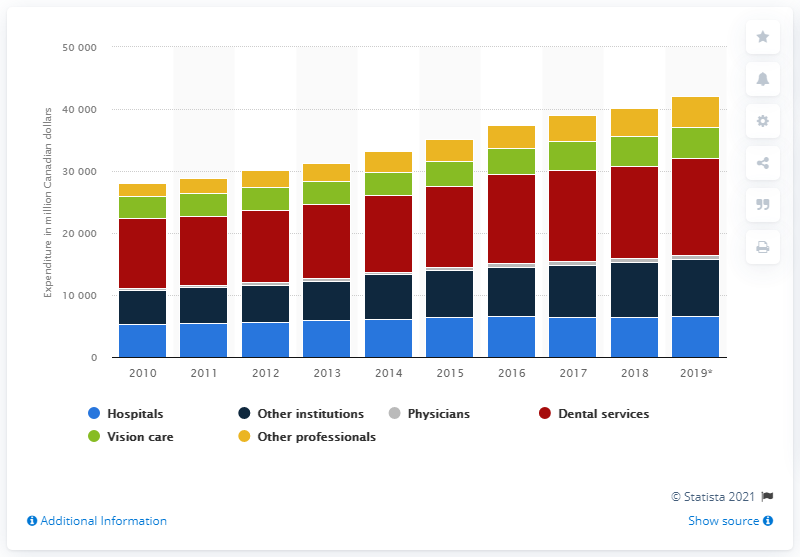 Expenditure in million Canadian dollars
50 000
40 000
30 000
20 000
10 000
0
2010 2011 2012 2013 2014 2015 2016 2017 2018 2019*
Hospitals Other institutions Physicians Dental services
Vision care Other professionals
© Statista 2021
Additional Information Show source